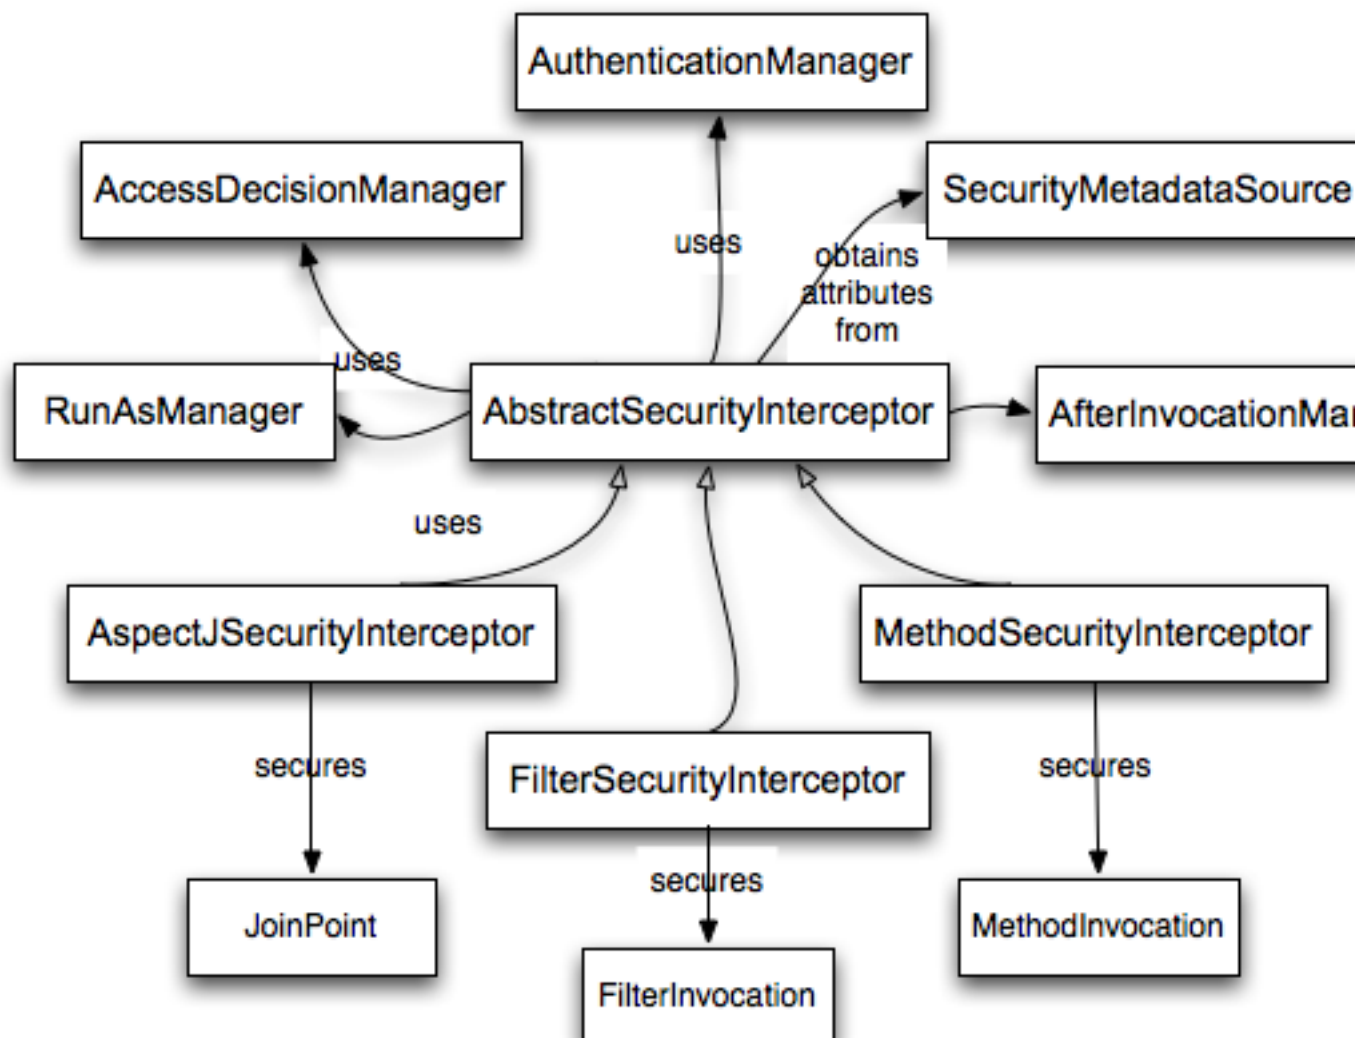 AuthenticationManager
AccessDecisionManager
SecurityMetadataSource
uses
obtains
attributes
from
uses
RunAsManager
AbstractSecurityInterceptor
AfterInvocationMar
uses
AspectJSecurityInterceptor
MethodSecurityInterceptor
secures
FilterSecurityInterceptor
secures
secures
JoinPoint
MethodInvocation
FilterInvocation